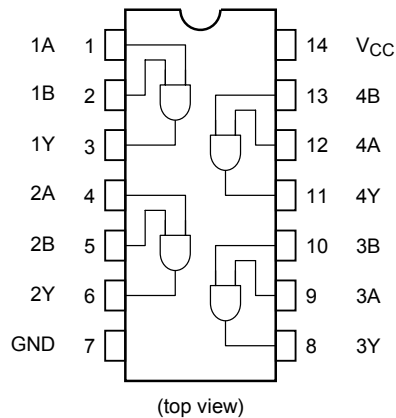 1A 1 14 VCC
1B 2 13 4B
1Y 3 12 4A
2A 4 11 4Y
2B 5 10 3B
2Y 6 9 3A
GND 7 8 3Y
(top view)